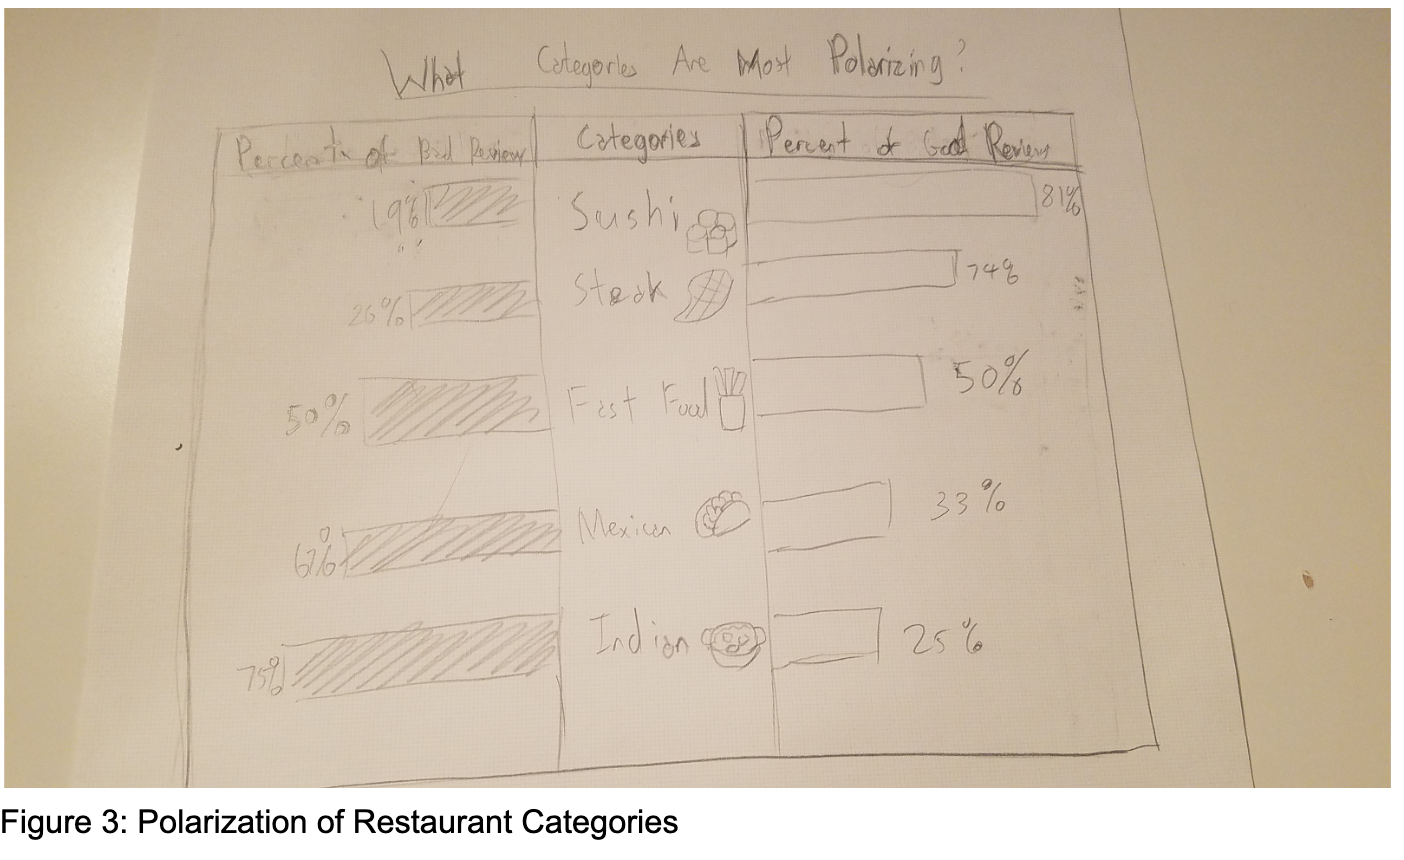 What Categories Are Most Polarizing?
Percent of Bad Review Categories Percent of Good Review
19% Sushi 81%
26% Steak 74%
50% Fast Food 50%
67% Mexican 33%
75% Indian 25%
Figure 3: Polarization of Restaurant Categories